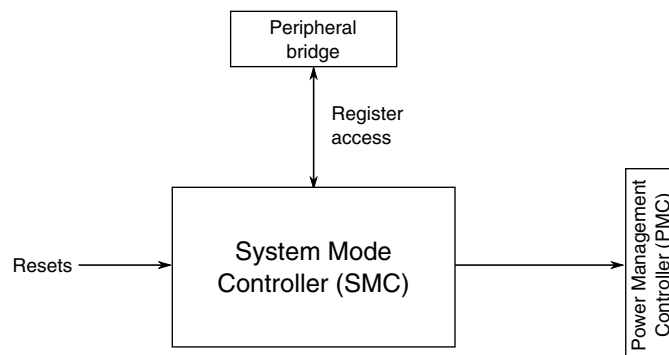 Peripheral
bridge
Register
access
Resets
System Mode
Controller (SMC)
Power Management
Controller (PMC)